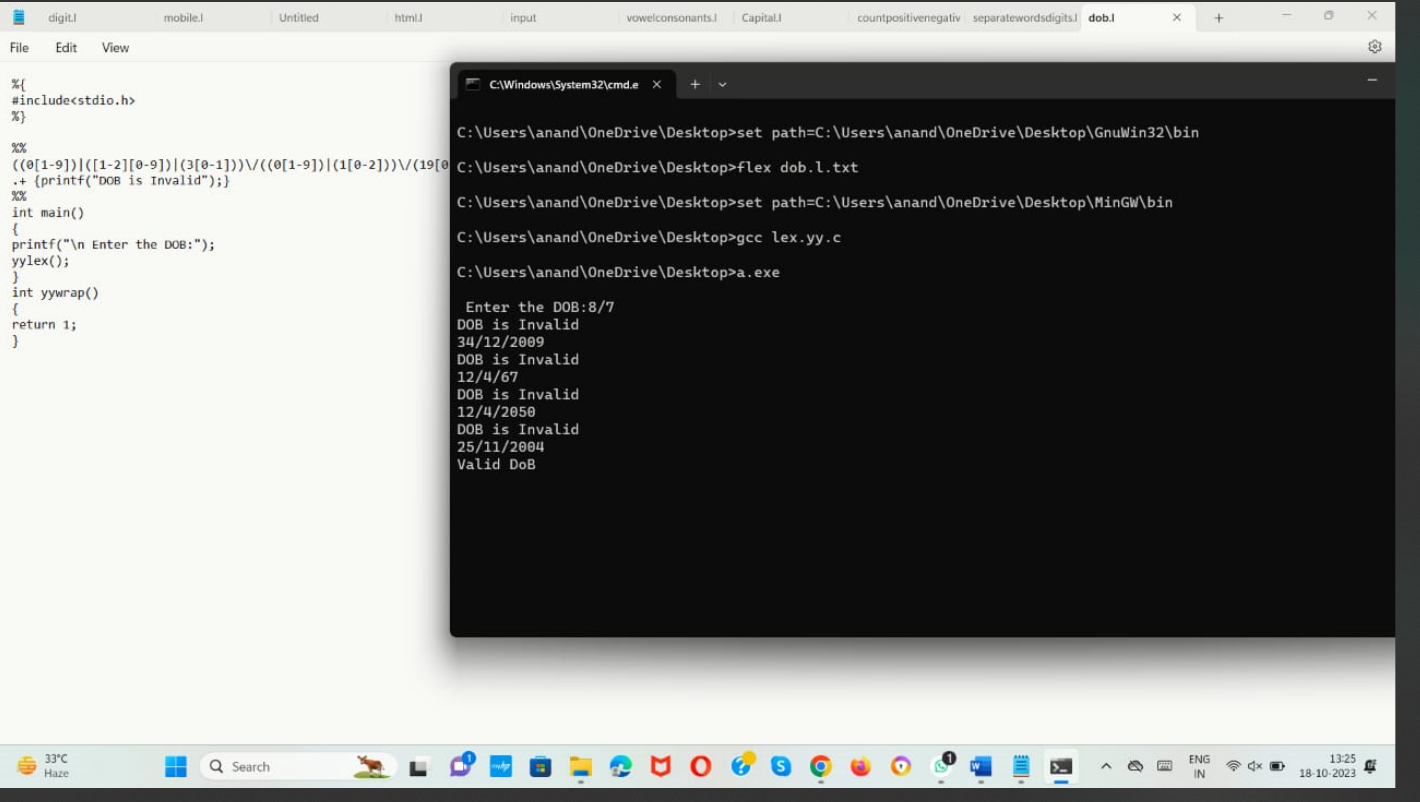 digit.l mobile.l Untitled html.l input vowelconsonants.l Capital.l countpositivenegativ separatewordsdigits.l dob.l
File Edit View
%{
#include<stdio.h>
%}
%%
((0[1-9])|([1-2][0-9])|(3[0-1]))\/((0[1-9])|(1[0-2]))\/(19[0
.+ {printf("DOB is Invalid");}
%%
int main()
{
printf("\n Enter the DOB:");
yylex();
}
int yywrap()
{
return 1;
}
C:\Windows\System32\cmd.e
C:\Users\anand\OneDrive\Desktop>set path=C:\Users\anand\OneDrive\Desktop\GnuWin32\bin
C:\Users\anand\OneDrive\Desktop>flex dob.l.txt
C:\Users\anand\OneDrive\Desktop>set path=C:\Users\anand\OneDrive\Desktop\MinGW\bin
C:\Users\anand\OneDrive\Desktop>gcc lex.yy.c
C:\Users\anand\OneDrive\Desktop>a.exe
Enter the DOB:8/7
DOB is Invalid
34/12/2009
DOB is Invalid
12/4/67
DOB is Invalid
12/4/2050
DOB is Invalid
25/11/2004
Valid DoB
33°C
Haze
Search
ENG
IN
13:25
18-10-2023